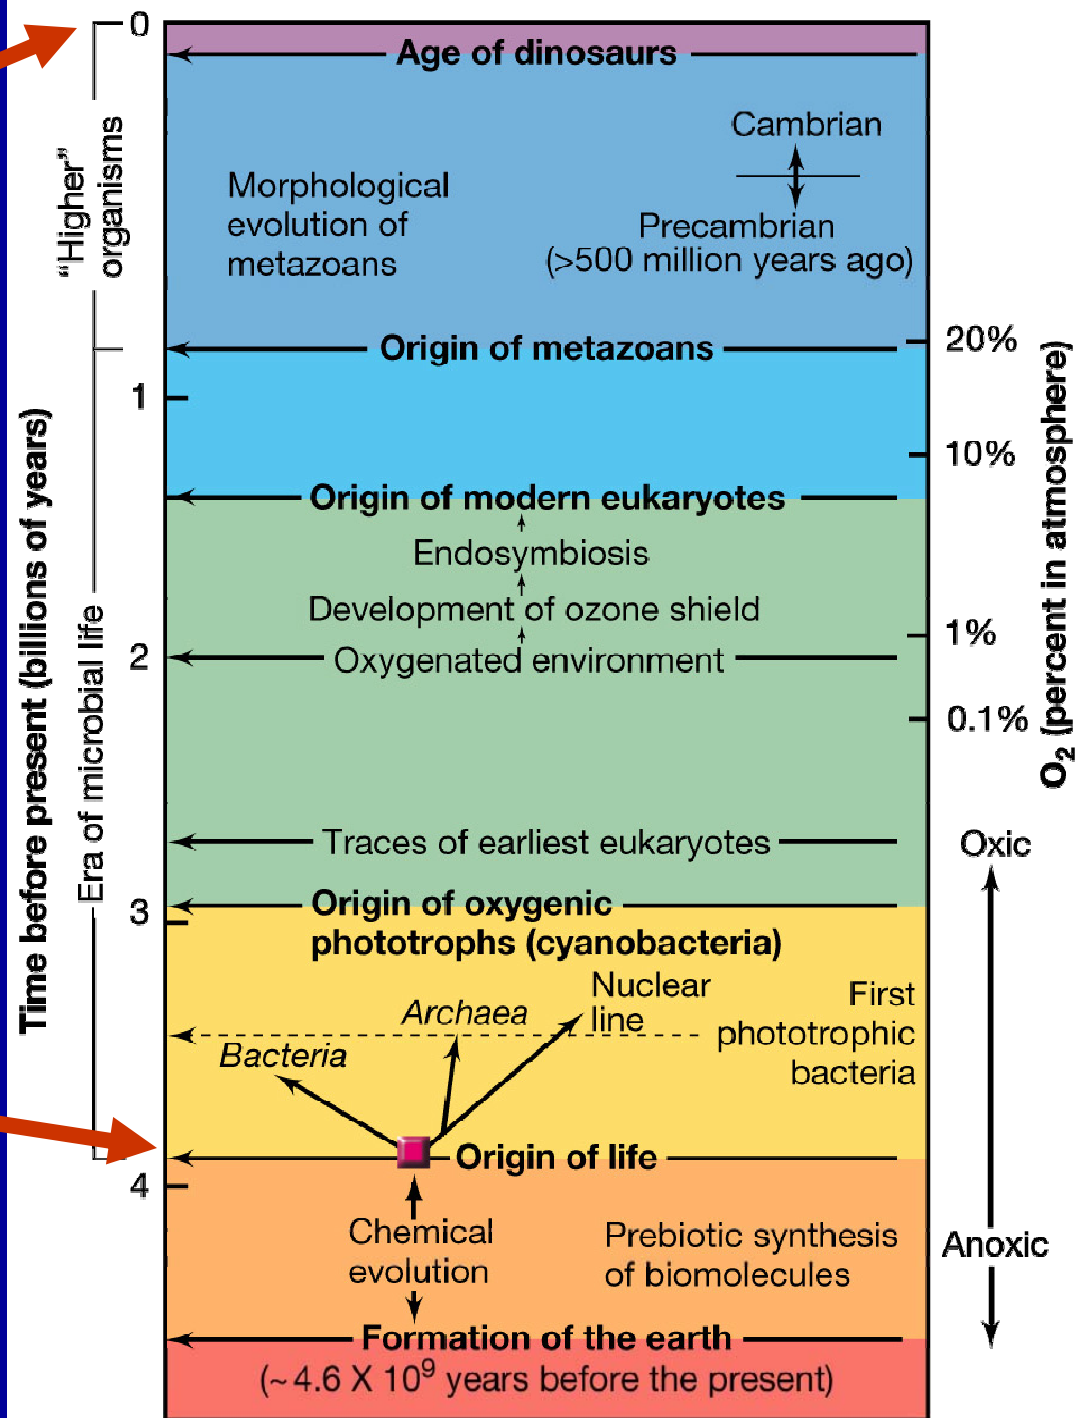 0
Age of dinosaurs
"Higher"
organisms
Cambrian
Morphological
evolution of
metazoans
Precambrian
(>500 million years ago)
Origin of metazoans
20%
1
10%
Origin of modern eukaryotes
Endosymbiosis
Development of ozone shield
1%
2
Oxygenated environment
0.1%
O₂ (percent in atmosphere)
Time before present (billions of years)
Era of microbial life
Traces of earliest eukaryotes
Oxic
3
Origin of oxygenic
phototrophs (cyanobacteria)
Nuclear
line
Archaea
Bacteria
First
phototrophic
bacteria
Origin of life
4
Chemical
evolution
Prebiotic synthesis
of biomolecules
Anoxic
Formation of the earth
(~4.6 X 10⁹ years before the present)